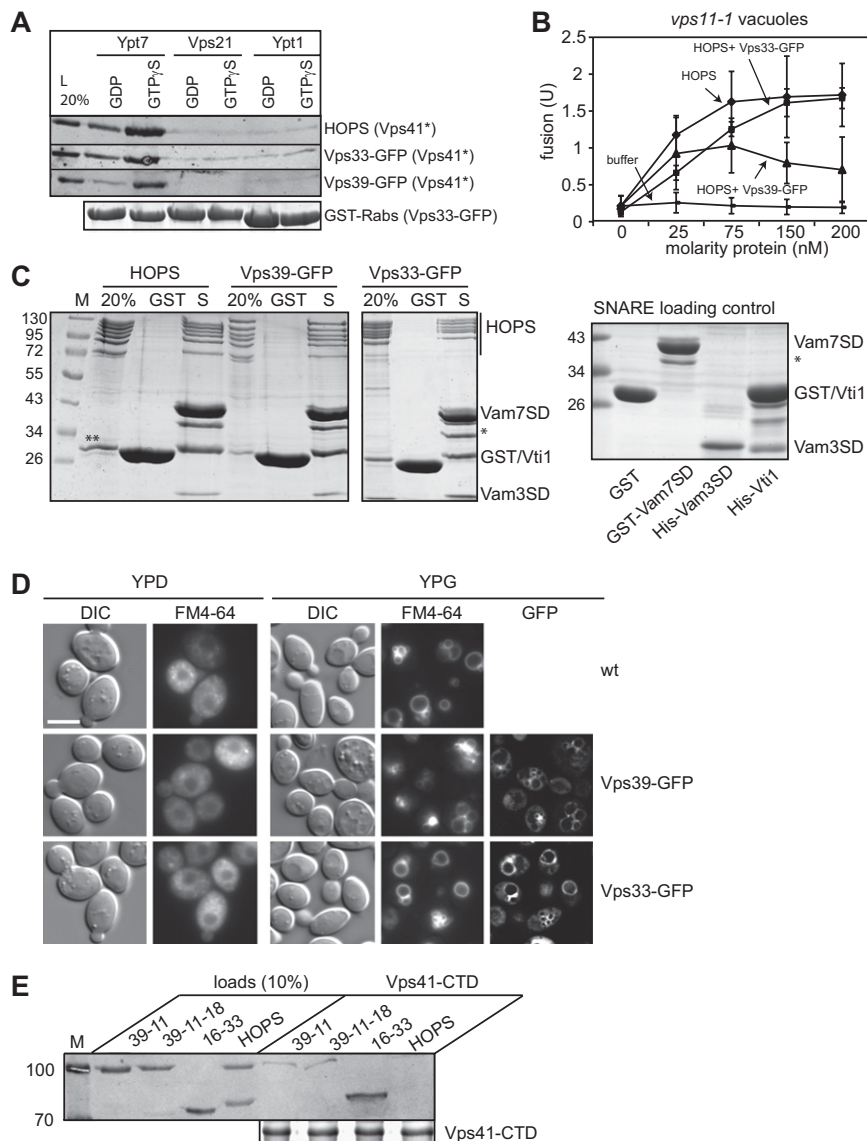 A
Ypt7 Vps21 Ypt1
L
20%
GDP GTPγS GDP GTPγS GDP GTPγS
HOPS (Vps41*)
Vps33-GFP (Vps41*)
Vps39-GFP (Vps41*)
GST-Rabs (Vps33-GFP)
B
vps11-1 vacuoles
fusion (U)
2.5
2
1.5
1
0.5
0
HOPS+ Vps33-GFP
HOPS
buffer
HOPS+ Vps39-GFP
0 25 75 150 200
molarity protein (nM)
C
HOPS Vps39-GFP Vps33-GFP
M 20% GST S 20% GST S 20% GST S
130
95
72
55
43
34
26
**
HOPS
Vam7SD
*
GST/Vti1
Vam3SD
SNARE loading control
43
34
26
Vam7SD
*
GST/Vti1
Vam3SD
GST
GST-Vam7SD
His-Vam3SD
His-Vti1
D
YPD YPG
DIC FM4-64 DIC FM4-64 GFP
wt
Vps39-GFP
Vps33-GFP
E
loads (10%) Vps41-CTD
M 39-11 39-11-18 16-33 HOPS 39-11 39-11-18 16-33 HOPS
100
70
Vps41-CTD